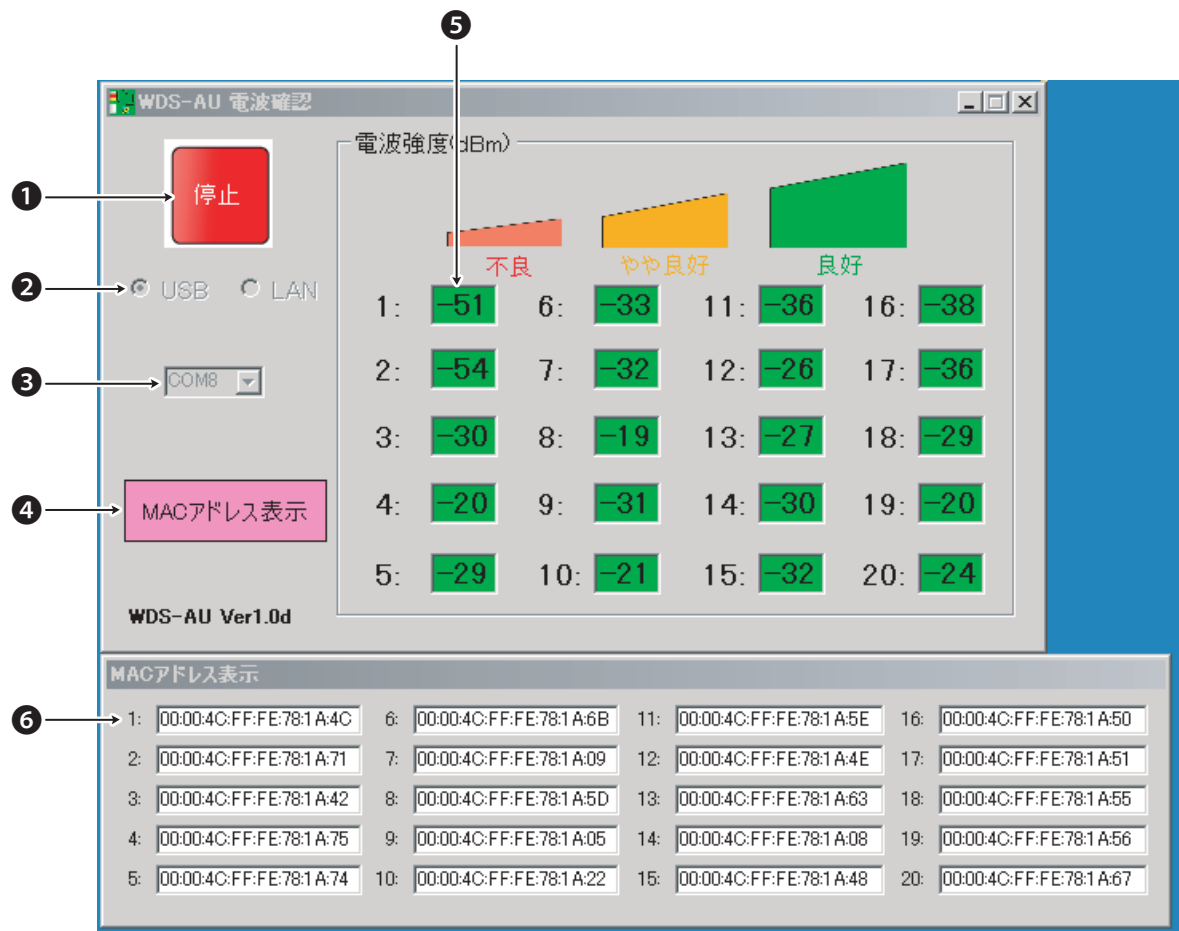 ❺
WDS-AU 電波確認
電波強度(dBm)
❶
停止
不良 やや良好 良好
❷
USB LAN
1: -51 6: -33 11: -36 16: -38
❸
COM8
2: -54 7: -32 12: -26 17: -36
3: -30 8: -19 13: -27 18: -29
❹
MACアドレス表示
4: -20 9: -31 14: -30 19: -20
5: -29 10: -21 15: -32 20: -24
WDS-AU Ver1.0d
MACアドレス表示
❻
1: 00:00:4C:FF:FE:78:1A:4C 6: 00:00:4C:FF:FE:78:1A:6B 11: 00:00:4C:FF:FE:78:1A:5E 16: 00:00:4C:FF:FE:78:1A:50
2: 00:00:4C:FF:FE:78:1A:71 7: 00:00:4C:FF:FE:78:1A:09 12: 00:00:4C:FF:FE:78:1A:4E 17: 00:00:4C:FF:FE:78:1A:51
3: 00:00:4C:FF:FE:78:1A:42 8: 00:00:4C:FF:FE:78:1A:5D 13: 00:00:4C:FF:FE:78:1A:63 18: 00:00:4C:FF:FE:78:1A:55
4: 00:00:4C:FF:FE:78:1A:75 9: 00:00:4C:FF:FE:78:1A:05 14: 00:00:4C:FF:FE:78:1A:08 19: 00:00:4C:FF:FE:78:1A:56
5: 00:00:4C:FF:FE:78:1A:74 10: 00:00:4C:FF:FE:78:1A:22 15: 00:00:4C:FF:FE:78:1A:48 20: 00:00:4C:FF:FE:78:1A:67